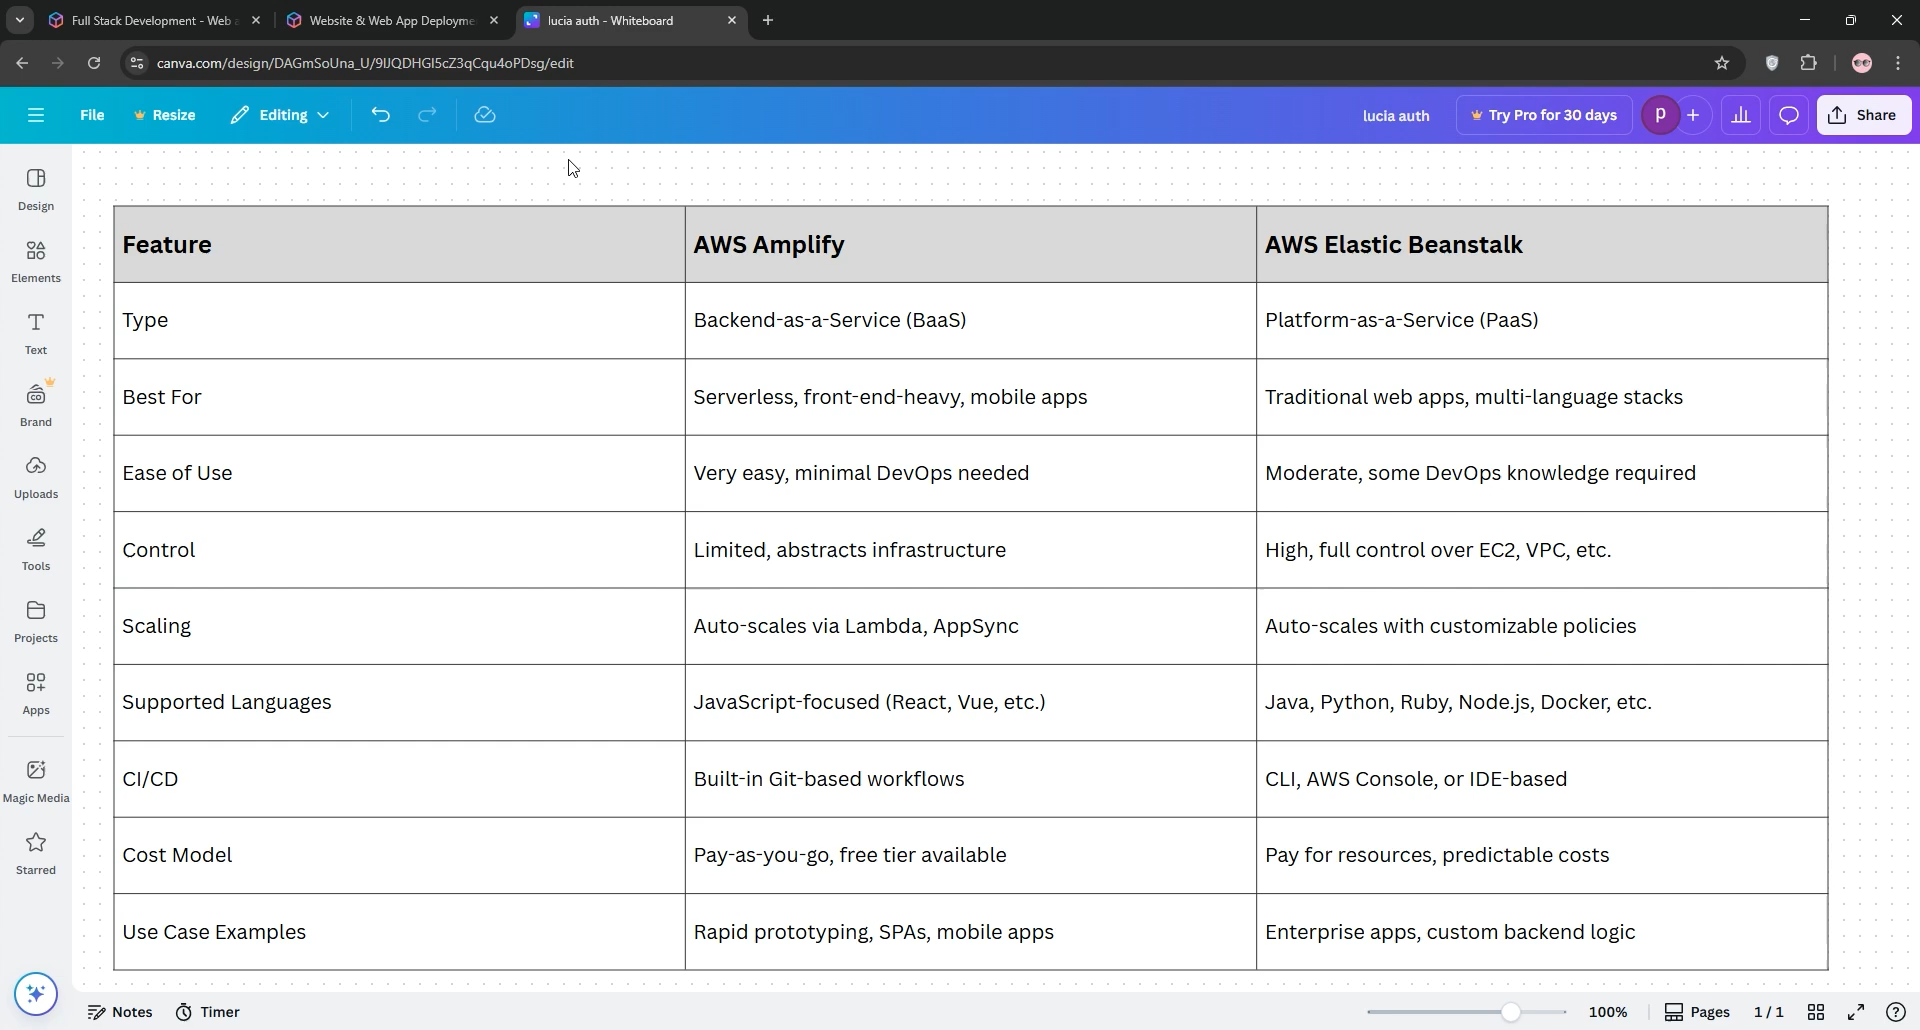 Full Stack Development - Web a
Website & Web App Deployme
lucia auth - Whiteboard
canva.com/design/DAGmSoUna_U/9IJQDHGI5cZ3qCqu4oPDsg/edit
File
Resize
Editing
lucia auth
Try Pro for 30 days
P
Share
Design
Elements
Text
Brand
Uploads
Tools
Projects
Apps
Magic Media
Starred
Feature AWS Amplify AWS Elastic Beanstalk
Type Backend-as-a-Service (BaaS) Platform-as-a-Service (PaaS)
Best For Serverless, front-end-heavy, mobile apps Traditional web apps, multi-language stacks
Ease of Use Very easy, minimal DevOps needed Moderate, some DevOps knowledge required
Control Limited, abstracts infrastructure High, full control over EC2, VPC, etc.
Scaling Auto-scales via Lambda, AppSync Auto-scales with customizable policies
Supported Languages JavaScript-focused (React, Vue, etc.) Java, Python, Ruby, Node.js, Docker, etc.
CI/CD Built-in Git-based workflows CLI, AWS Console, or IDE-based
Cost Model Pay-as-you-go, free tier available Pay for resources, predictable costs
Use Case Examples Rapid prototyping, SPAs, mobile apps Enterprise apps, custom backend logic
Notes
Timer
100%
Pages
1 / 1